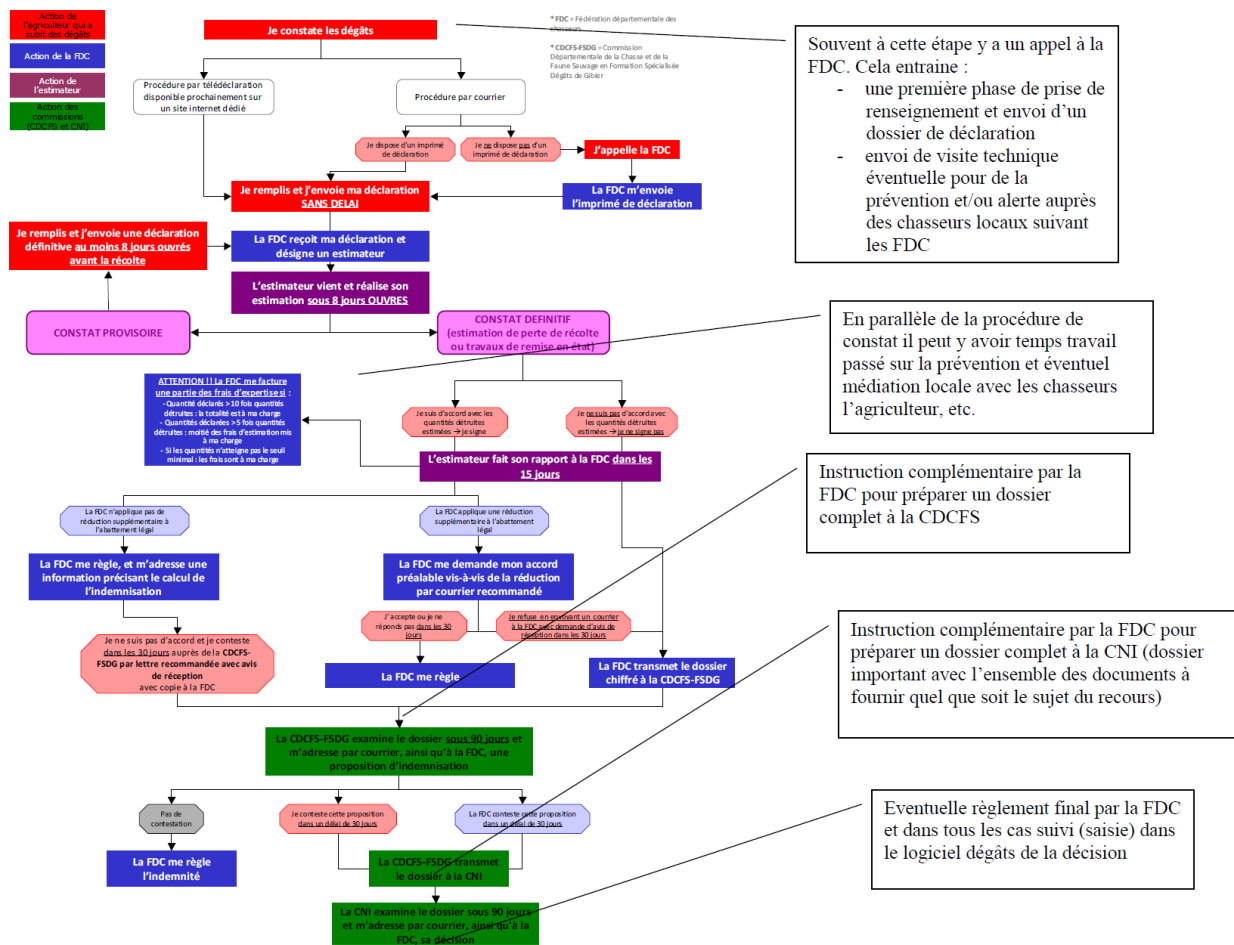 Action de
l'agriculteur qui a
subit des dégâts
Action de la FDC
Action de
l'estimateur
Action des
commissions
(CDCFS et CNI)
Je constate les dégâts
* FDC = Fédération départementale des
chasseurs
* CDCFS-FSDG = Commission
Départementale de la Chasse et de la
Faune Sauvage en Formation Spécialisée
Dégâts de Gibier
Procédure par télédéclaration
disponible prochainement sur
un site internet dédié
Procédure par courrier
Je dispose d'un imprimé
de déclaration
Je ne dispose pas d'un
imprimé de déclaration
J'appelle la FDC
La FDC m'envoie
l'imprimé de déclaration
Je remplis et j'envoie ma déclaration
SANS DELAI
Je remplis et j'envoie une déclaration
définitive au moins 8 jours ouvrés
avant la récolte
La FDC reçoit ma déclaration et
désigne un estimateur
L'estimateur vient et réalise son
estimation sous 8 jours OUVRES
CONSTAT PROVISOIRE
CONSTAT DEFINITIF
(estimation de perte de récolte
ou travaux de remise en état)
ATTENTION !! La FDC me facture
une partie des frais d'expertise si :
- Quantité déclarés > 10 fois quantités
détruites : la totalité est à ma charge
- Quantités déclarées > 5 fois quantités
détruites : moitié des frais d'estimation mis
à ma charge
- Si les quantités n'atteigne pas le seuil
minimal : les frais sont à ma charge
Je suis d'accord avec les
quantités détruites
estimées → je signe
Je ne suis pas d'accord avec
les quantités détruites
estimées → je ne signe pas
L'estimateur fait son rapport à la FDC dans les
15 jours
La FDC n'applique pas de
réduction supplémentaire à
l'abattement légal
La FDC applique une réduction
supplémentaire à l'abattement
légal
La FDC me règle, et m'adresse une
information précisant le calcul de
l'indemnisation
La FDC me demande mon accord
préalable vis-à-vis de la réduction
par courrier recommandé
J'accepte ou je ne
réponds pas dans les 30
jours
Je refuse en envoyant un courrier
à la FDC avec demande d'avis de
réception dans les 30 jours
Je ne suis pas d'accord et je conteste
dans les 30 jours auprès de la CDCFS-
FSDG par lettre recommandée avec avis
de réception
avec copie à la FDC
La FDC me règle
La FDC transmet le dossier
chiffré à la CDCFS-FSDG
La CDCFS-FSDG examine le dossier sous 90 jours et
m'adresse par courrier, ainsi qu'à la FDC, une
proposition d'indemnisation
Pas de
contestation
Je conteste cette proposition
dans un délai de 30 jours
La FDC conteste cette proposition
dans un délai de 30 jours
La FDC me règle
l'indemnité
La CDCFS-FSDG transmet
le dossier à la CNI
La CNI examine le dossier sous 90 jours
et m'adresse par courrier, ainsi qu'à la
FDC, sa décision
Souvent à cette étape y a un appel à la
FDC. Cela entraine :
- une première phase de prise de
renseignement et envoi d'un
dossier de déclaration
- envoi de visite technique
éventuelle pour de la
prévention et/ou alerte auprès
des chasseurs locaux suivant
les FDC
En parallèle de la procédure de
constat il peut y avoir temps travail
passé sur la prévention et éventuel
médiation locale avec les chasseurs
l'agriculteur, etc.
Instruction complémentaire par la
FDC pour préparer un dossier
complet à la CDCFS
Instruction complémentaire par la FDC pour
préparer un dossier complet à la CNI (dossier
important avec l'ensemble des documents à
fournir quel que soit le sujet du recours)
Eventuelle règlement final par la FDC
et dans tous les cas suivi (saisie) dans
le logiciel dégâts de la décision